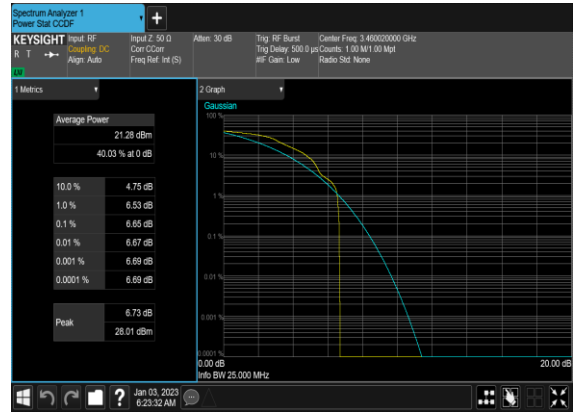 Spectrum Analyzer 1
Power Stat CCDF
+
KEYSIGHT
R T
LW
Input: RF
Coupling: DC
Align: Auto
Input Z: 50 Ω
Corr CCorr
Freq Ref: Int (S)
Atten: 30 dB
Trig: RF Burst
Trig Delay: 500.0 µs
#IF Gain: Low
Center Freq: 3.460020000 GHz
Counts: 1.00 M/1.00 Mpt
Radio Std: None
1 Metrics
Average Power
21.28 dBm
40.03 % at 0 dB
10.0 % 4.75 dB
1.0 % 6.53 dB
0.1 % 6.65 dB
0.01 % 6.67 dB
0.001 % 6.69 dB
0.0001 % 6.69 dB
Peak
6.73 dB
28.01 dBm
2 Graph
Gaussian
100 %
10 %
1 %
0.1 %
0.01 %
0.001 %
0.0001 %
0.00 dB
20.00 dB
Info BW 25.000 MHz
?
Jan 03, 2023
6:23:32 AM